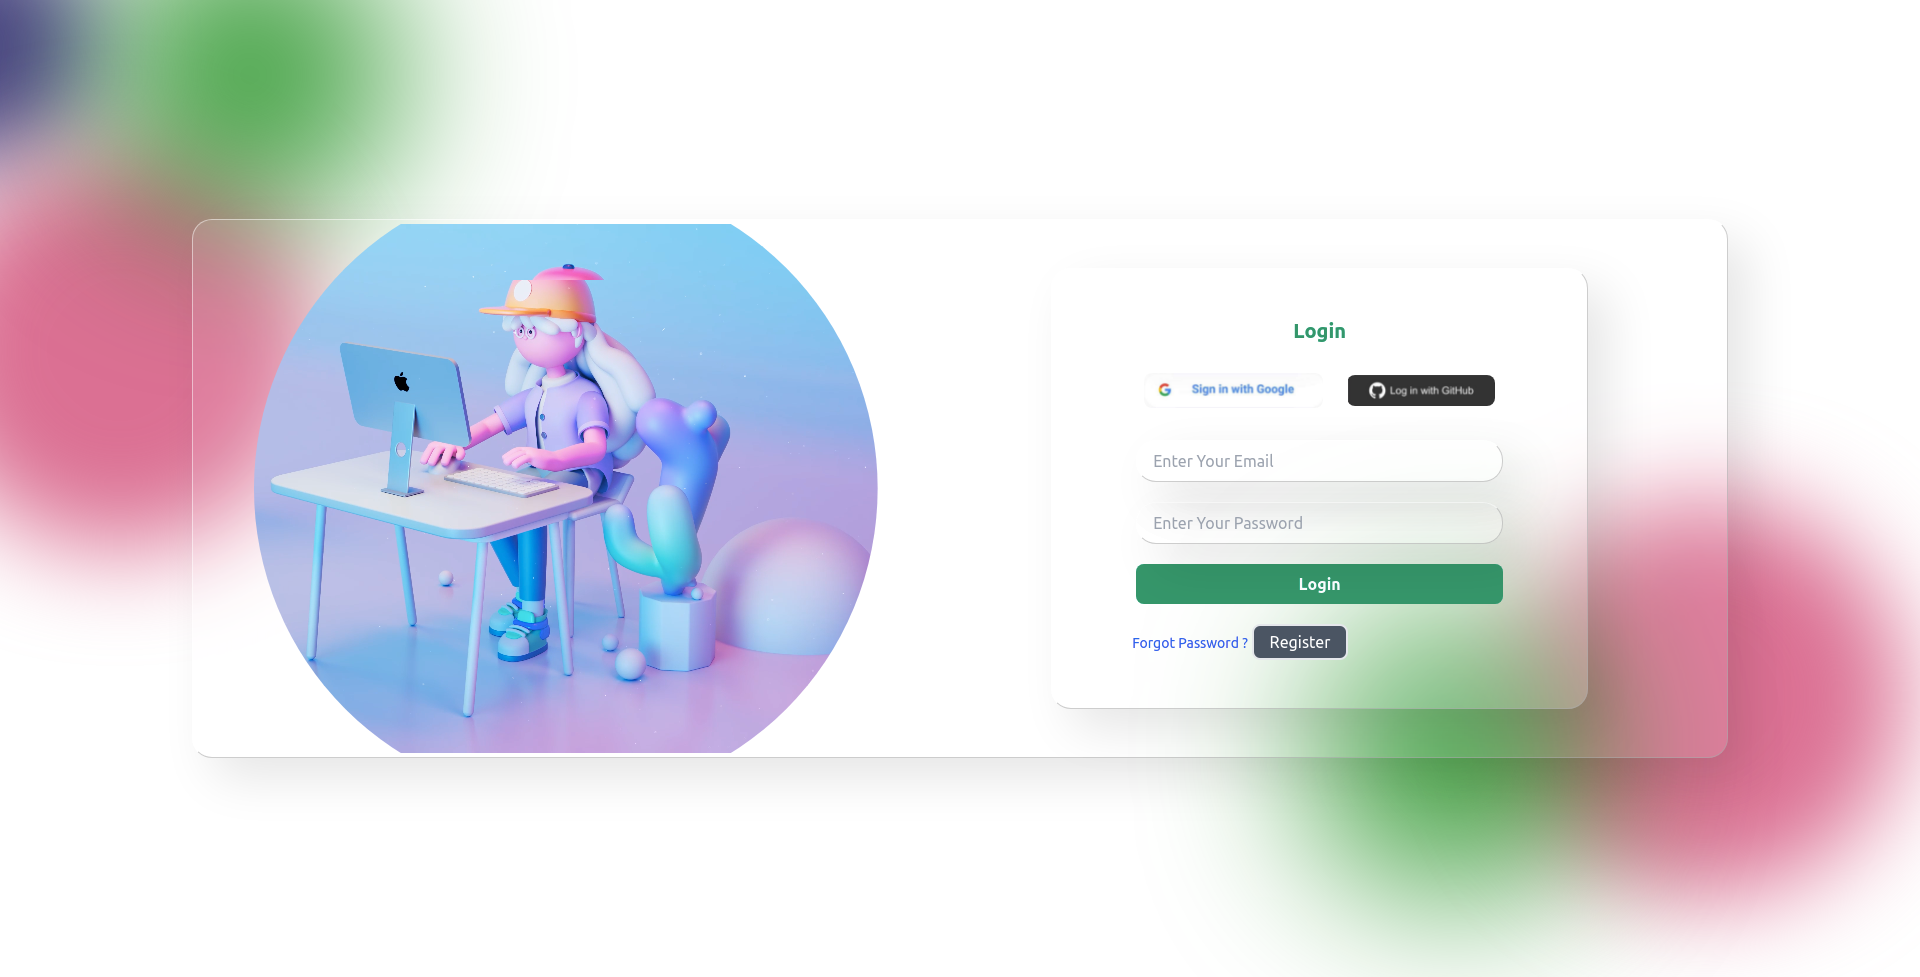 Login
Sign in with Google
Log in with GitHub
Enter Your Email
Enter Your Password
Login
Forgot Password ? Register